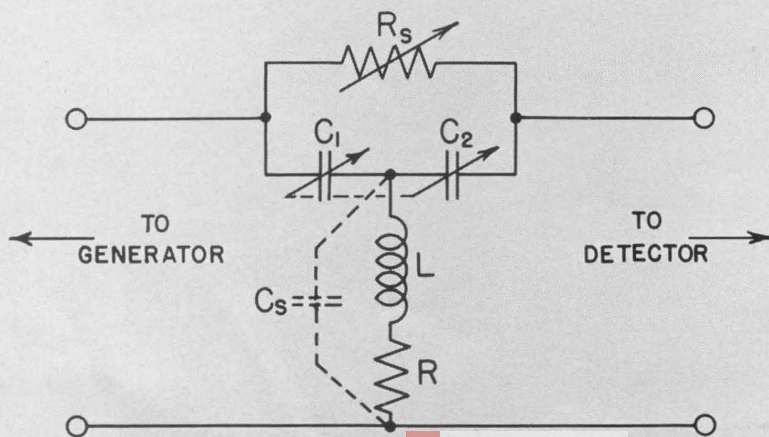 Rs
C1
C2
TO
GENERATOR
TO
DETECTOR
L
Cs
R